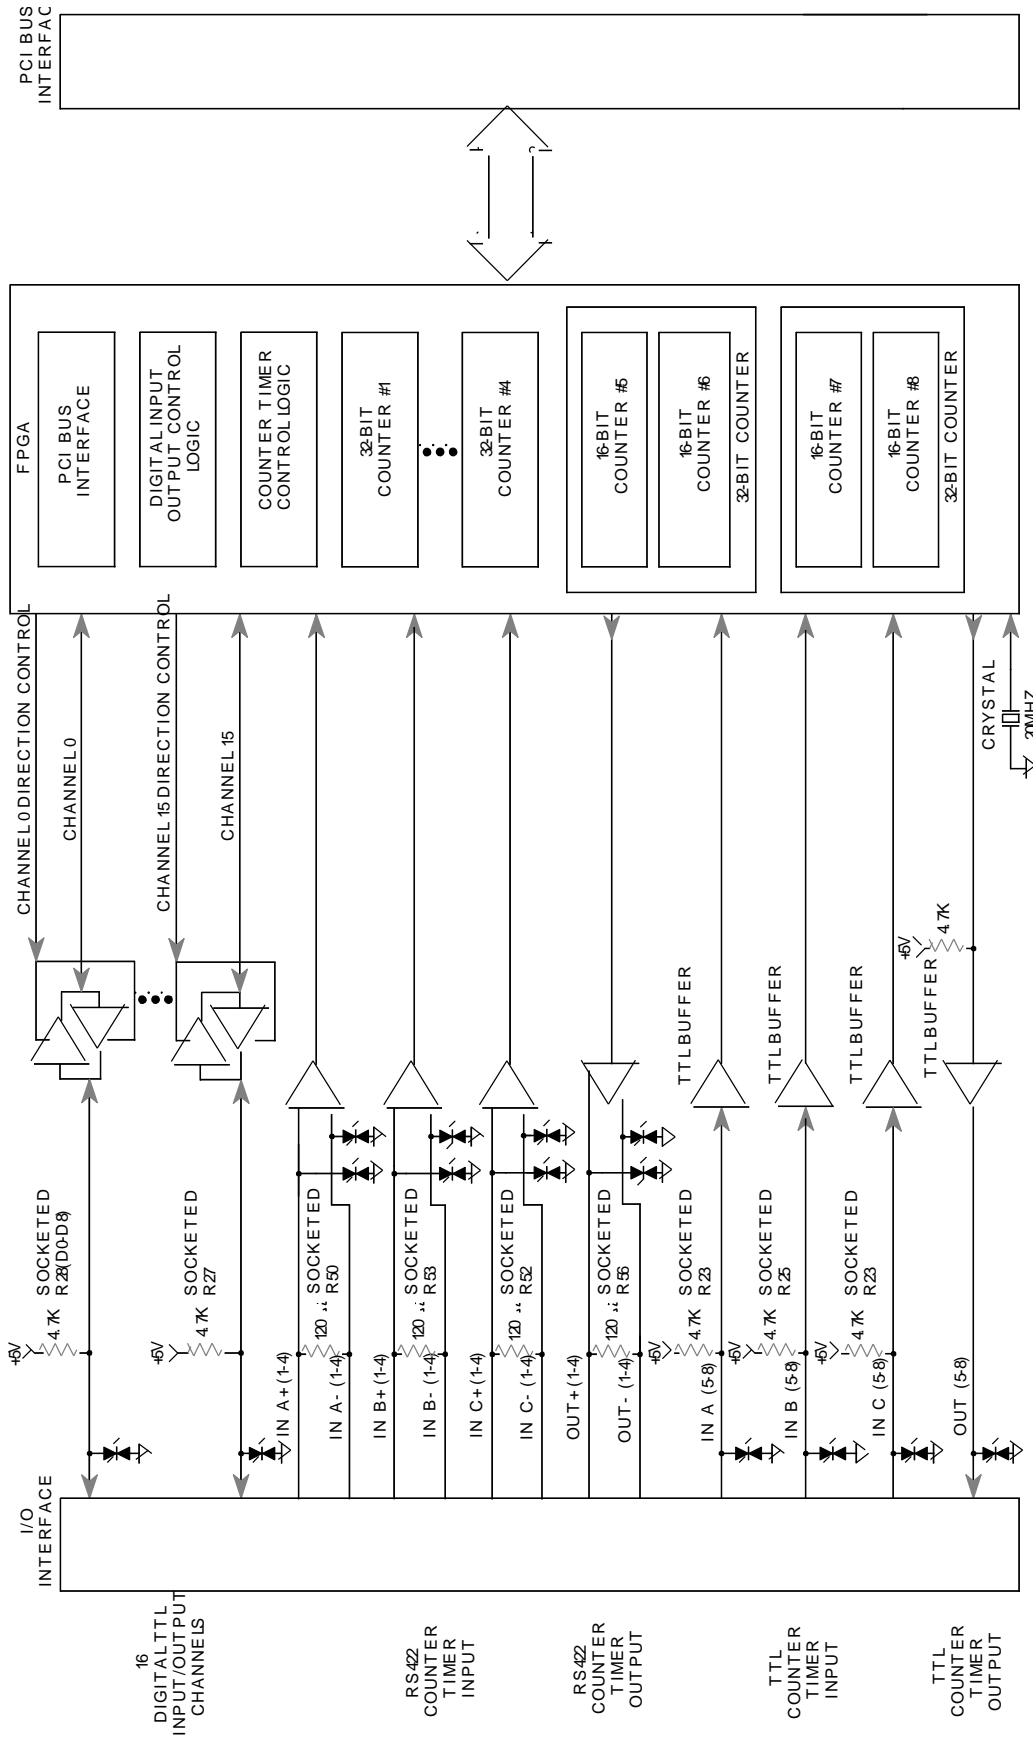 PCI BUS
INTERFAC
FPGA
PCI BUS
INTERFACE
DIGITAL INPUT
OUTPUT CONTROL
LOGIC
COUNTER TIMER
CONTROL LOGIC
32-BIT
COUNTER #1
32-BIT
COUNTER #4
16-BIT
COUNTER #5
16-BIT
COUNTER #6
32-BIT COUNTER
16-BIT
COUNTER #7
16-BIT
COUNTER #8
32-BIT COUNTER
CHANNEL 0 DIRECTION CONTROL
CHANNEL 0
CHANNEL 15 DIRECTION CONTROL
CHANNEL 15
CRYSTAL
20MHZ
TTL BUFFER
TTL BUFFER
TTL BUFFER
TTL BUFFER
+5V
4.7K
+5V
4.7K
SOCKETED
R28 (D0-D8)
+5V
4.7K
SOCKETED
R27
120
SOCKETED
R50
120
SOCKETED
R53
120
SOCKETED
R52
120
SOCKETED
R56
+5V
4.7K
SOCKETED
R23
+5V
4.7K
SOCKETED
R25
+5V
4.7K
SOCKETED
R23
IN A+ (1-4)
IN A- (1-4)
IN B+ (1-4)
IN B- (1-4)
IN C+ (1-4)
IN C- (1-4)
OUT+ (1-4)
OUT- (1-4)
IN A (5-8)
IN B (5-8)
IN C (5-8)
OUT (5-8)
I/O
INTERFACE
16
DIGITAL TTL
INPUT/OUTPUT
CHANNELS
RS422
COUNTER
TIMER
INPUT
RS422
COUNTER
TIMER
OUTPUT
TTL
COUNTER
TIMER
INPUT
TTL
COUNTER
TIMER
OUTPUT